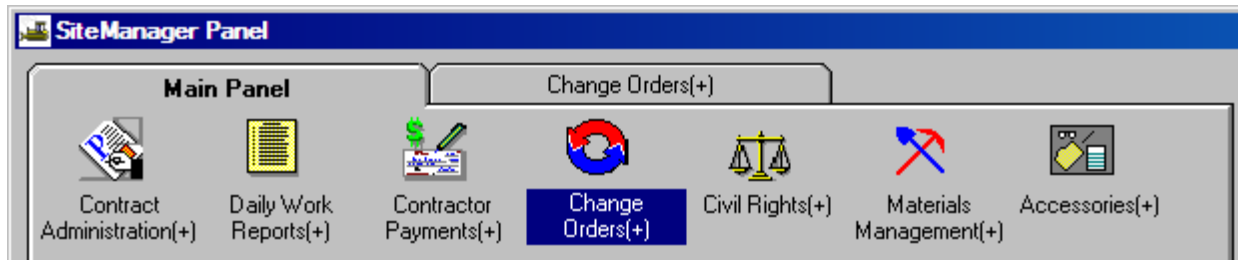 SiteManager Panel
Main Panel
Change Orders(+)
Contract
Administration(+)
Daily Work
Reports(+)
Contractor
Payments(+)
Change
Orders(+)
Civil Rights(+)
Materials
Management(+)
Accessories(+)